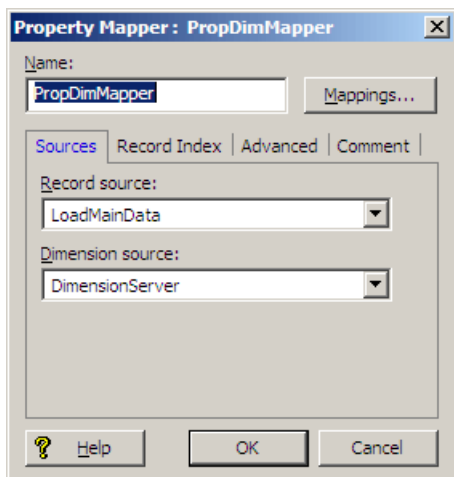 Property Mapper : PropDimMapper
Name:
PropDimMapper
Mappings...
Sources Record Index Advanced Comment
Record source:
LoadMainData
Dimension source:
DimensionServer
? Help OK Cancel